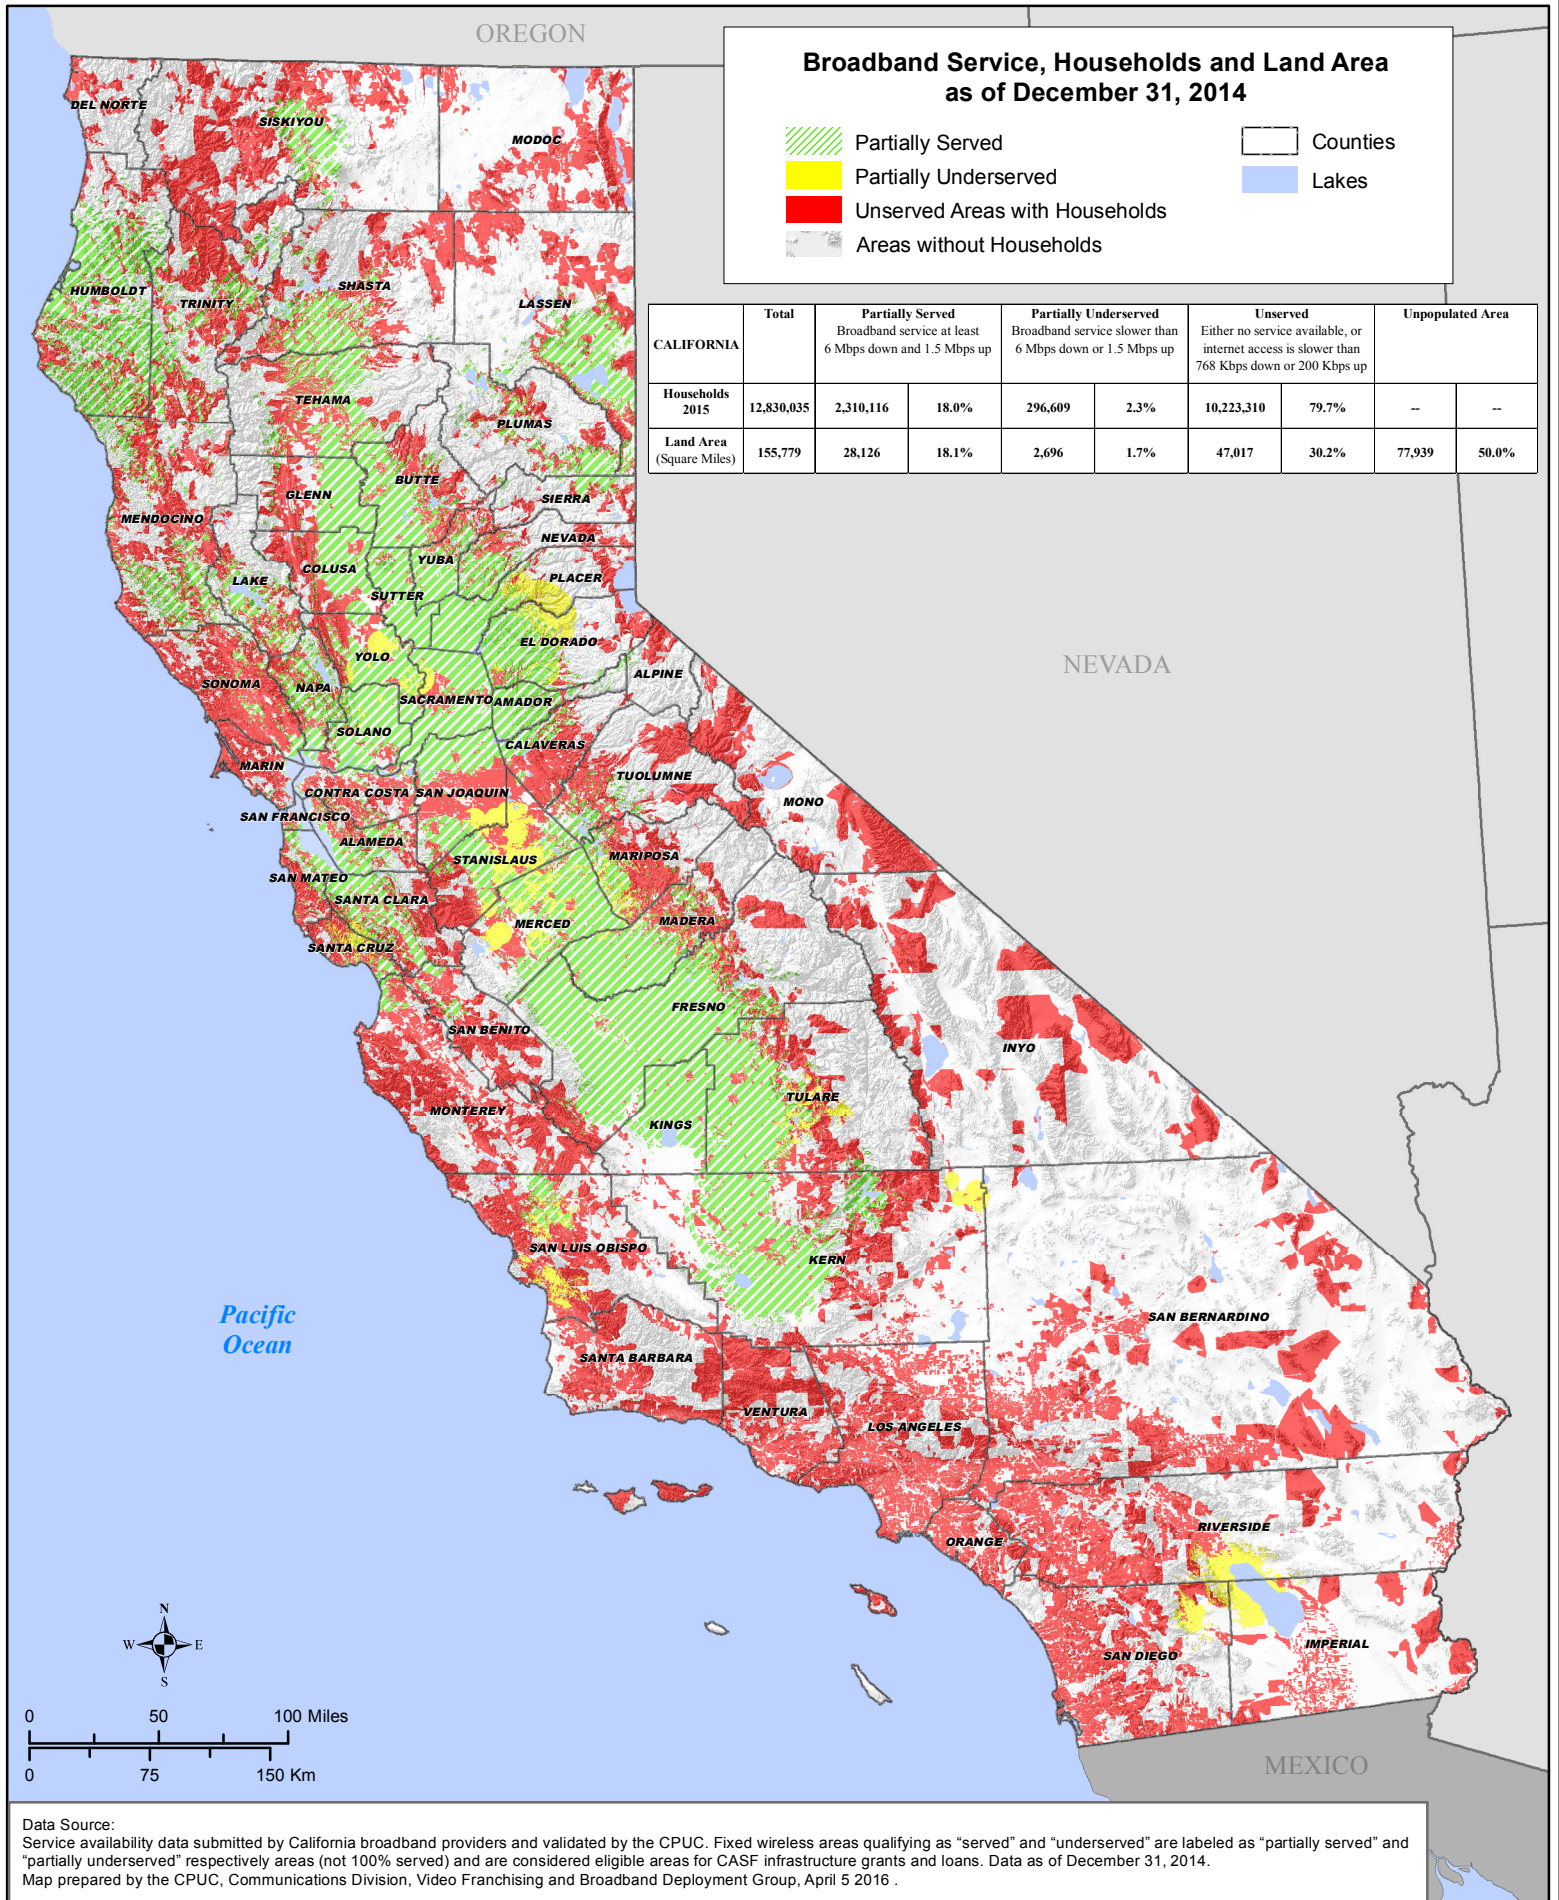 OREGON
Broadband Service, Households and Land Area
as of December 31, 2014
Partially Served
Partially Underserved
Unserved Areas with Households
Areas without Households
Counties
Lakes
CALIFORNIA
Total
Partially Served
Broadband service at least
6 Mbps down and 1.5 Mbps up
Partially Underserved
Broadband service slower than
6 Mbps down or 1.5 Mbps up
Unserved
Either no service available, or
internet access is slower than
768 Kbps down or 200 Kbps up
Unpopulated Area
Households
2015
12,830,035 2,310,116 18.0% 296,609 2.3% 10,223,310 79.7% -- --
Land Area
(Square Miles)
155,779 28,126 18.1% 2,696 1.7% 47,017 30.2% 77,939 50.0%
DEL NORTE
SISKIYOU
MODOC
HUMBOLDT
TRINITY
SHASTA
LASSEN
TEHAMA
PLUMAS
BUTTE
GLENN
SIERRA
MENDOCINO
NEVADA
YUBA
COLUSA
LAKE
PLACER
SUTTER
EL DORADO
YOLO
NEVADA
ALPINE
SONOMA
NAPA
SACRAMENTO
AMADOR
SOLANO
CALAVERAS
MARIN
TUOLUMNE
CONTRA COSTA
SAN JOAQUIN
MONO
SAN FRANCISCO
ALAMEDA
STANISLAUS
MARIPOSA
SAN MATEO
SANTA CLARA
MERCED
MADERA
SANTA CRUZ
FRESNO
SAN BENITO
INYO
TULARE
MONTEREY
KINGS
SAN LUIS OBISPO
KERN
Pacific
Ocean
SAN BERNARDINO
SANTA BARBARA
VENTURA
LOS ANGELES
RIVERSIDE
ORANGE
IMPERIAL
SAN DIEGO
MEXICO
N
W E
S
0 50 100 Miles
0 75 150 Km
Data Source:
Service availability data submitted by California broadband providers and validated by the CPUC. Fixed wireless areas qualifying as “served” and “underserved” are labeled as “partially served” and
“partially underserved” respectively areas (not 100% served) and are considered eligible areas for CASF infrastructure grants and loans. Data as of December 31, 2014.
Map prepared by the CPUC, Communications Division, Video Franchising and Broadband Deployment Group, April 5 2016 .